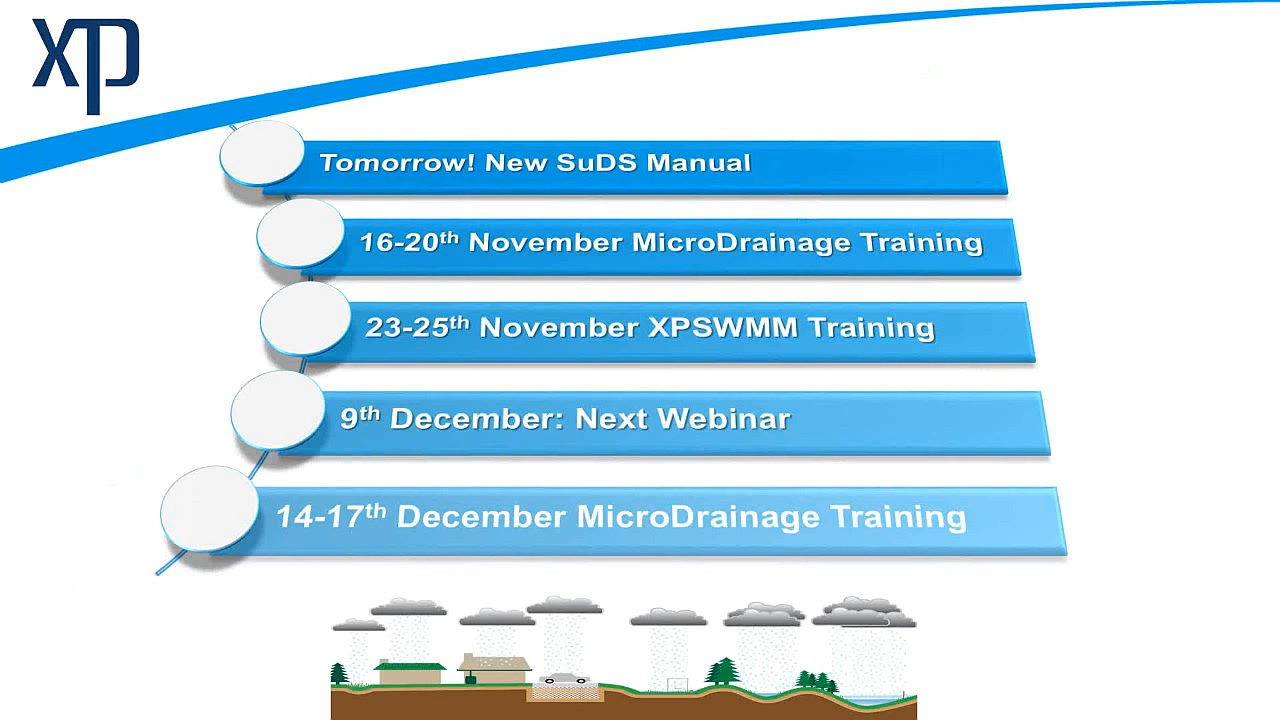 xp
Tomorrow! New SuDS Manual
16-20th November MicroDrainage Training
23-25th November XPSWMM Training
9th December: Next Webinar
14-17th December MicroDrainage Training